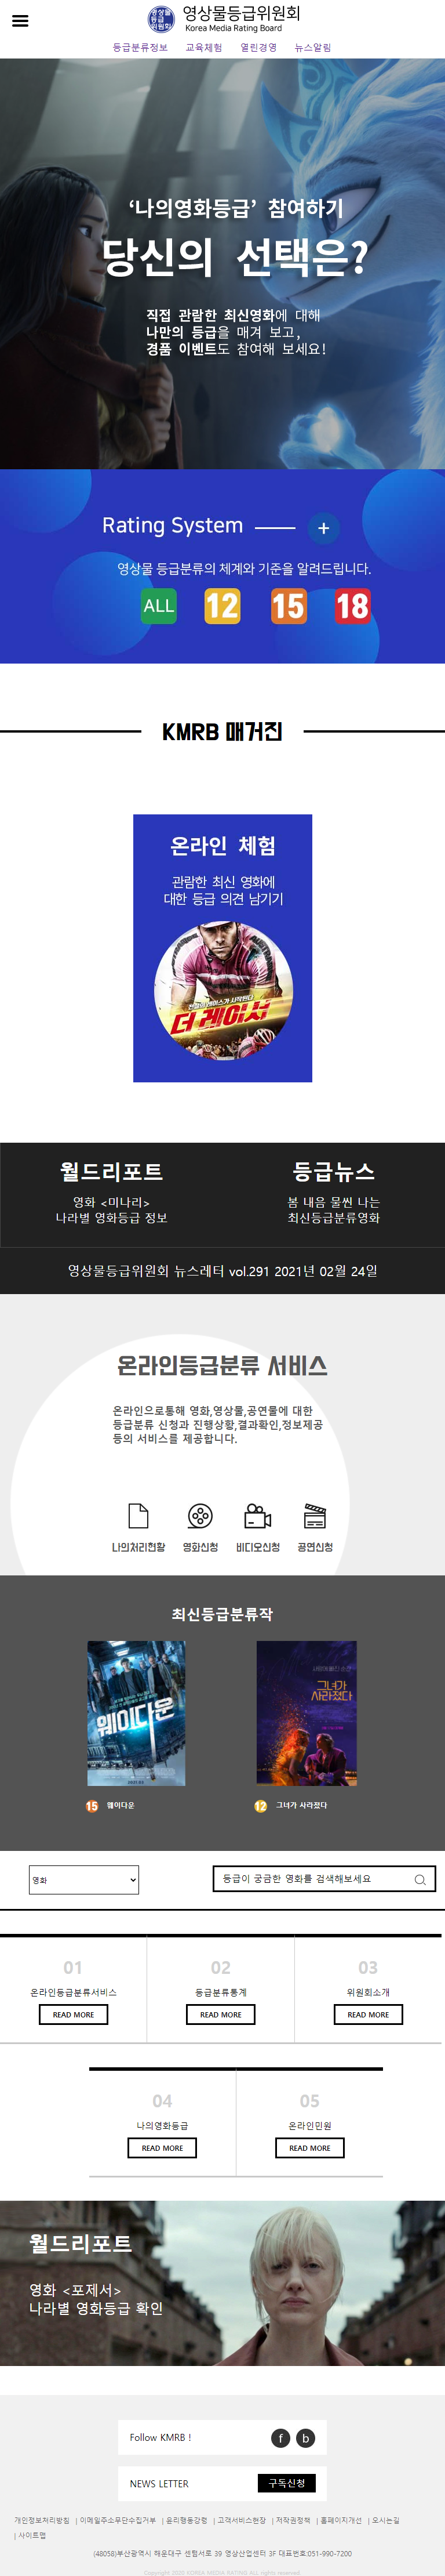 영상물
등급
위원회
영상물등급위원회
Korea Media Rating Board
등급분류정보 교육체험 열린경영 뉴스알림
‘나의영화등급’ 참여하기
당신의 선택은?
직접 관람한 최신영화에 대해
나만의 등급을 매겨 보고,
경품 이벤트도 참여해 보세요!
Rating System +
영상물 등급분류의 체계와 기준을 알려드립니다.
ALL 12 15 18
KMRB 매거진
온라인 체험
관람한 최신 영화에
대한 등급 의견 남기기
더 레이서
월드리포트
영화 <미나리>
나라별 영화등급 정보
등급뉴스
봄 내음 물씬 나는
최신등급분류영화
영상물등급위원회 뉴스레터 vol.291 2021년 02월 24일
온라인등급분류 서비스
온라인으로통해 영화,영상물,공연물에 대한
등급분류 신청과 진행상황,결과확인,정보제공
등의 서비스를 제공합니다.
나의처리현황 영화신청 비디오신청 공연신청
최신등급분류작
웨이다운
그녀가
사라졌다
15 웨이다운
12 그녀가 사라졌다
영화
등급이 궁금한 영화를 검색해보세요
01
온라인등급분류서비스
READ MORE
02
등급분류통계
READ MORE
03
위원회소개
READ MORE
04
나의영화등급
READ MORE
05
온라인민원
READ MORE
월드리포트
영화 <포제서>
나라별 영화등급 확인
Follow KMRB ! f b
NEWS LETTER 구독신청
개인정보처리방침 | 이메일주소무단수집거부 | 윤리행동강령 | 고객서비스헌장 | 저작권정책 | 홈페이지개선 | 오시는길
| 사이트맵
(48058)부산광역시 해운대구 센텀서로 39 영상산업센터 3F 대표번호:051-990-7200
Copyright 2020 KOREA MEDIA RATING ALL rights reserved.